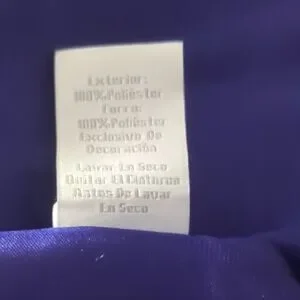 Exterior:
100%Poliéster
Forro:
100%Poliéster
Exclusivo De
Decoración
Lavar En Seco
Quitar El Cinturon
Antes De Lavar
En Seco